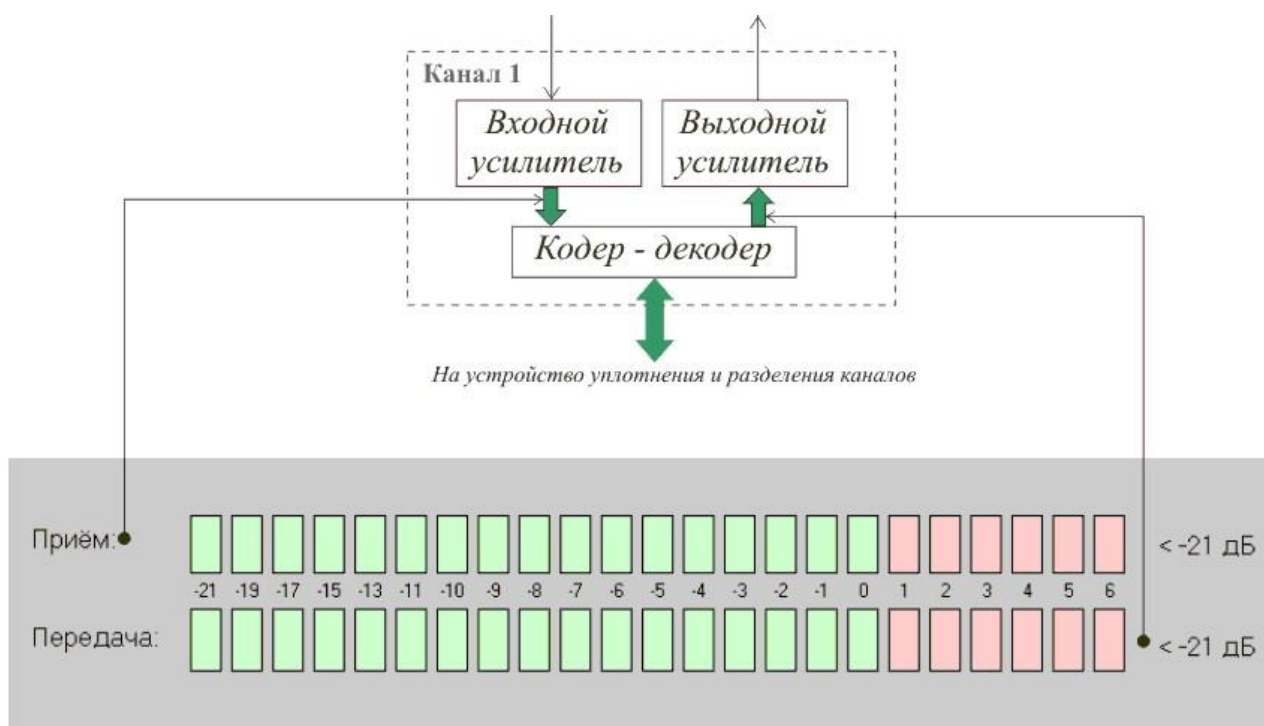 Канал 1
Входной Выходной
усилитель усилитель
Кодер - декодер
На устройство уплотнения и разделения каналов
Приём: < -21 дБ
-21 -19 -17 -15 -13 -11 -10 -9 -8 -7 -6 -5 -4 -3 -2 -1 0 1 2 3 4 5 6
Передача: < -21 дБ